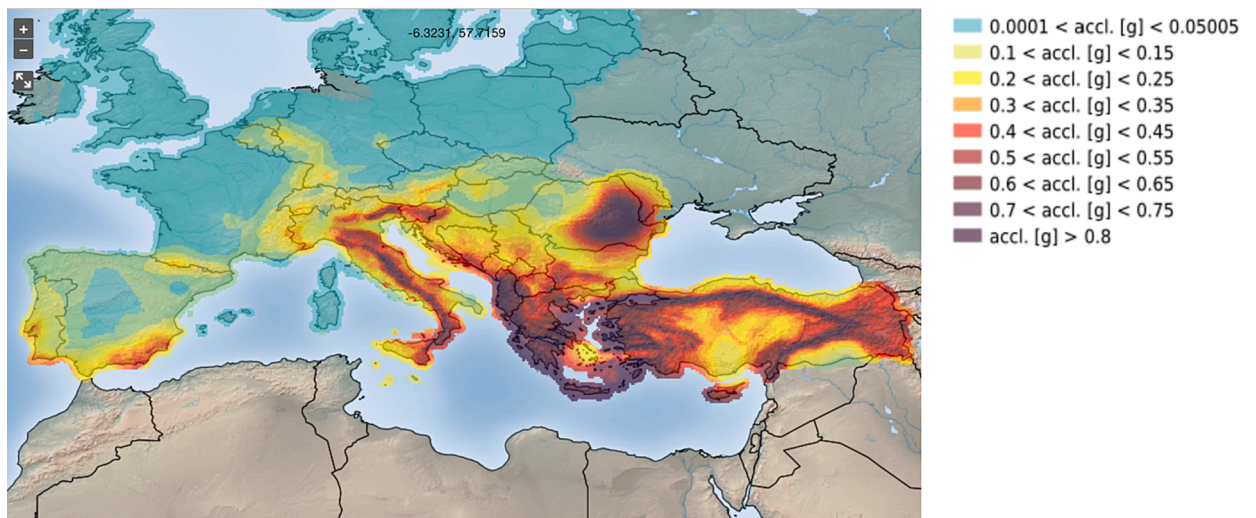 +
−
-6.3231, 57.7159
0.0001 < accl. [g] < 0.05005
0.1 < accl. [g] < 0.15
0.2 < accl. [g] < 0.25
0.3 < accl. [g] < 0.35
0.4 < accl. [g] < 0.45
0.5 < accl. [g] < 0.55
0.6 < accl. [g] < 0.65
0.7 < accl. [g] < 0.75
accl. [g] > 0.8